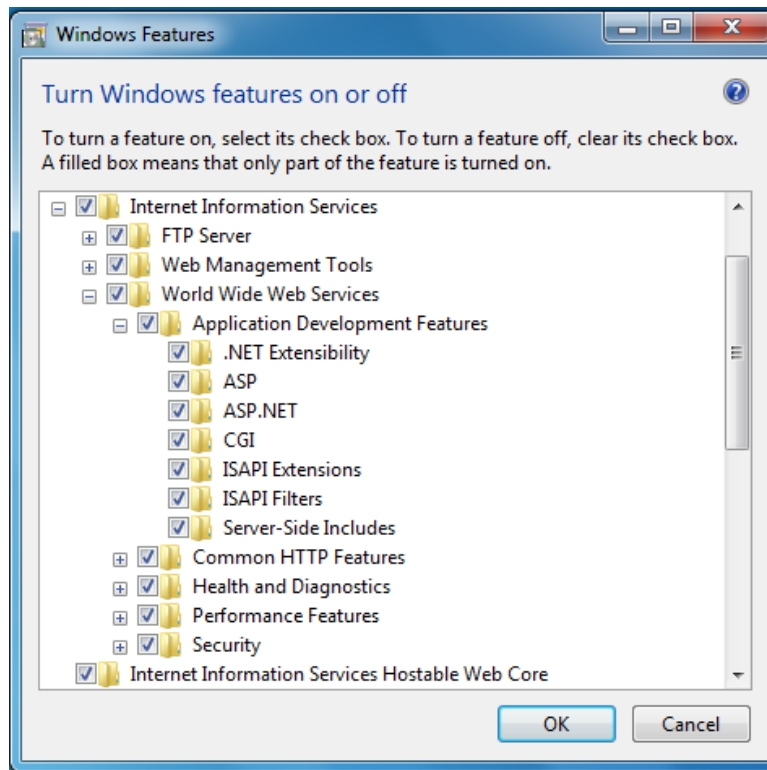 Windows Features
Turn Windows features on or off
To turn a feature on, select its check box. To turn a feature off, clear its check box.
A filled box means that only part of the feature is turned on.
Internet Information Services
FTP Server
Web Management Tools
World Wide Web Services
Application Development Features
.NET Extensibility
ASP
ASP.NET
CGI
ISAPI Extensions
ISAPI Filters
Server-Side Includes
Common HTTP Features
Health and Diagnostics
Performance Features
Security
Internet Information Services Hostable Web Core
OK Cancel